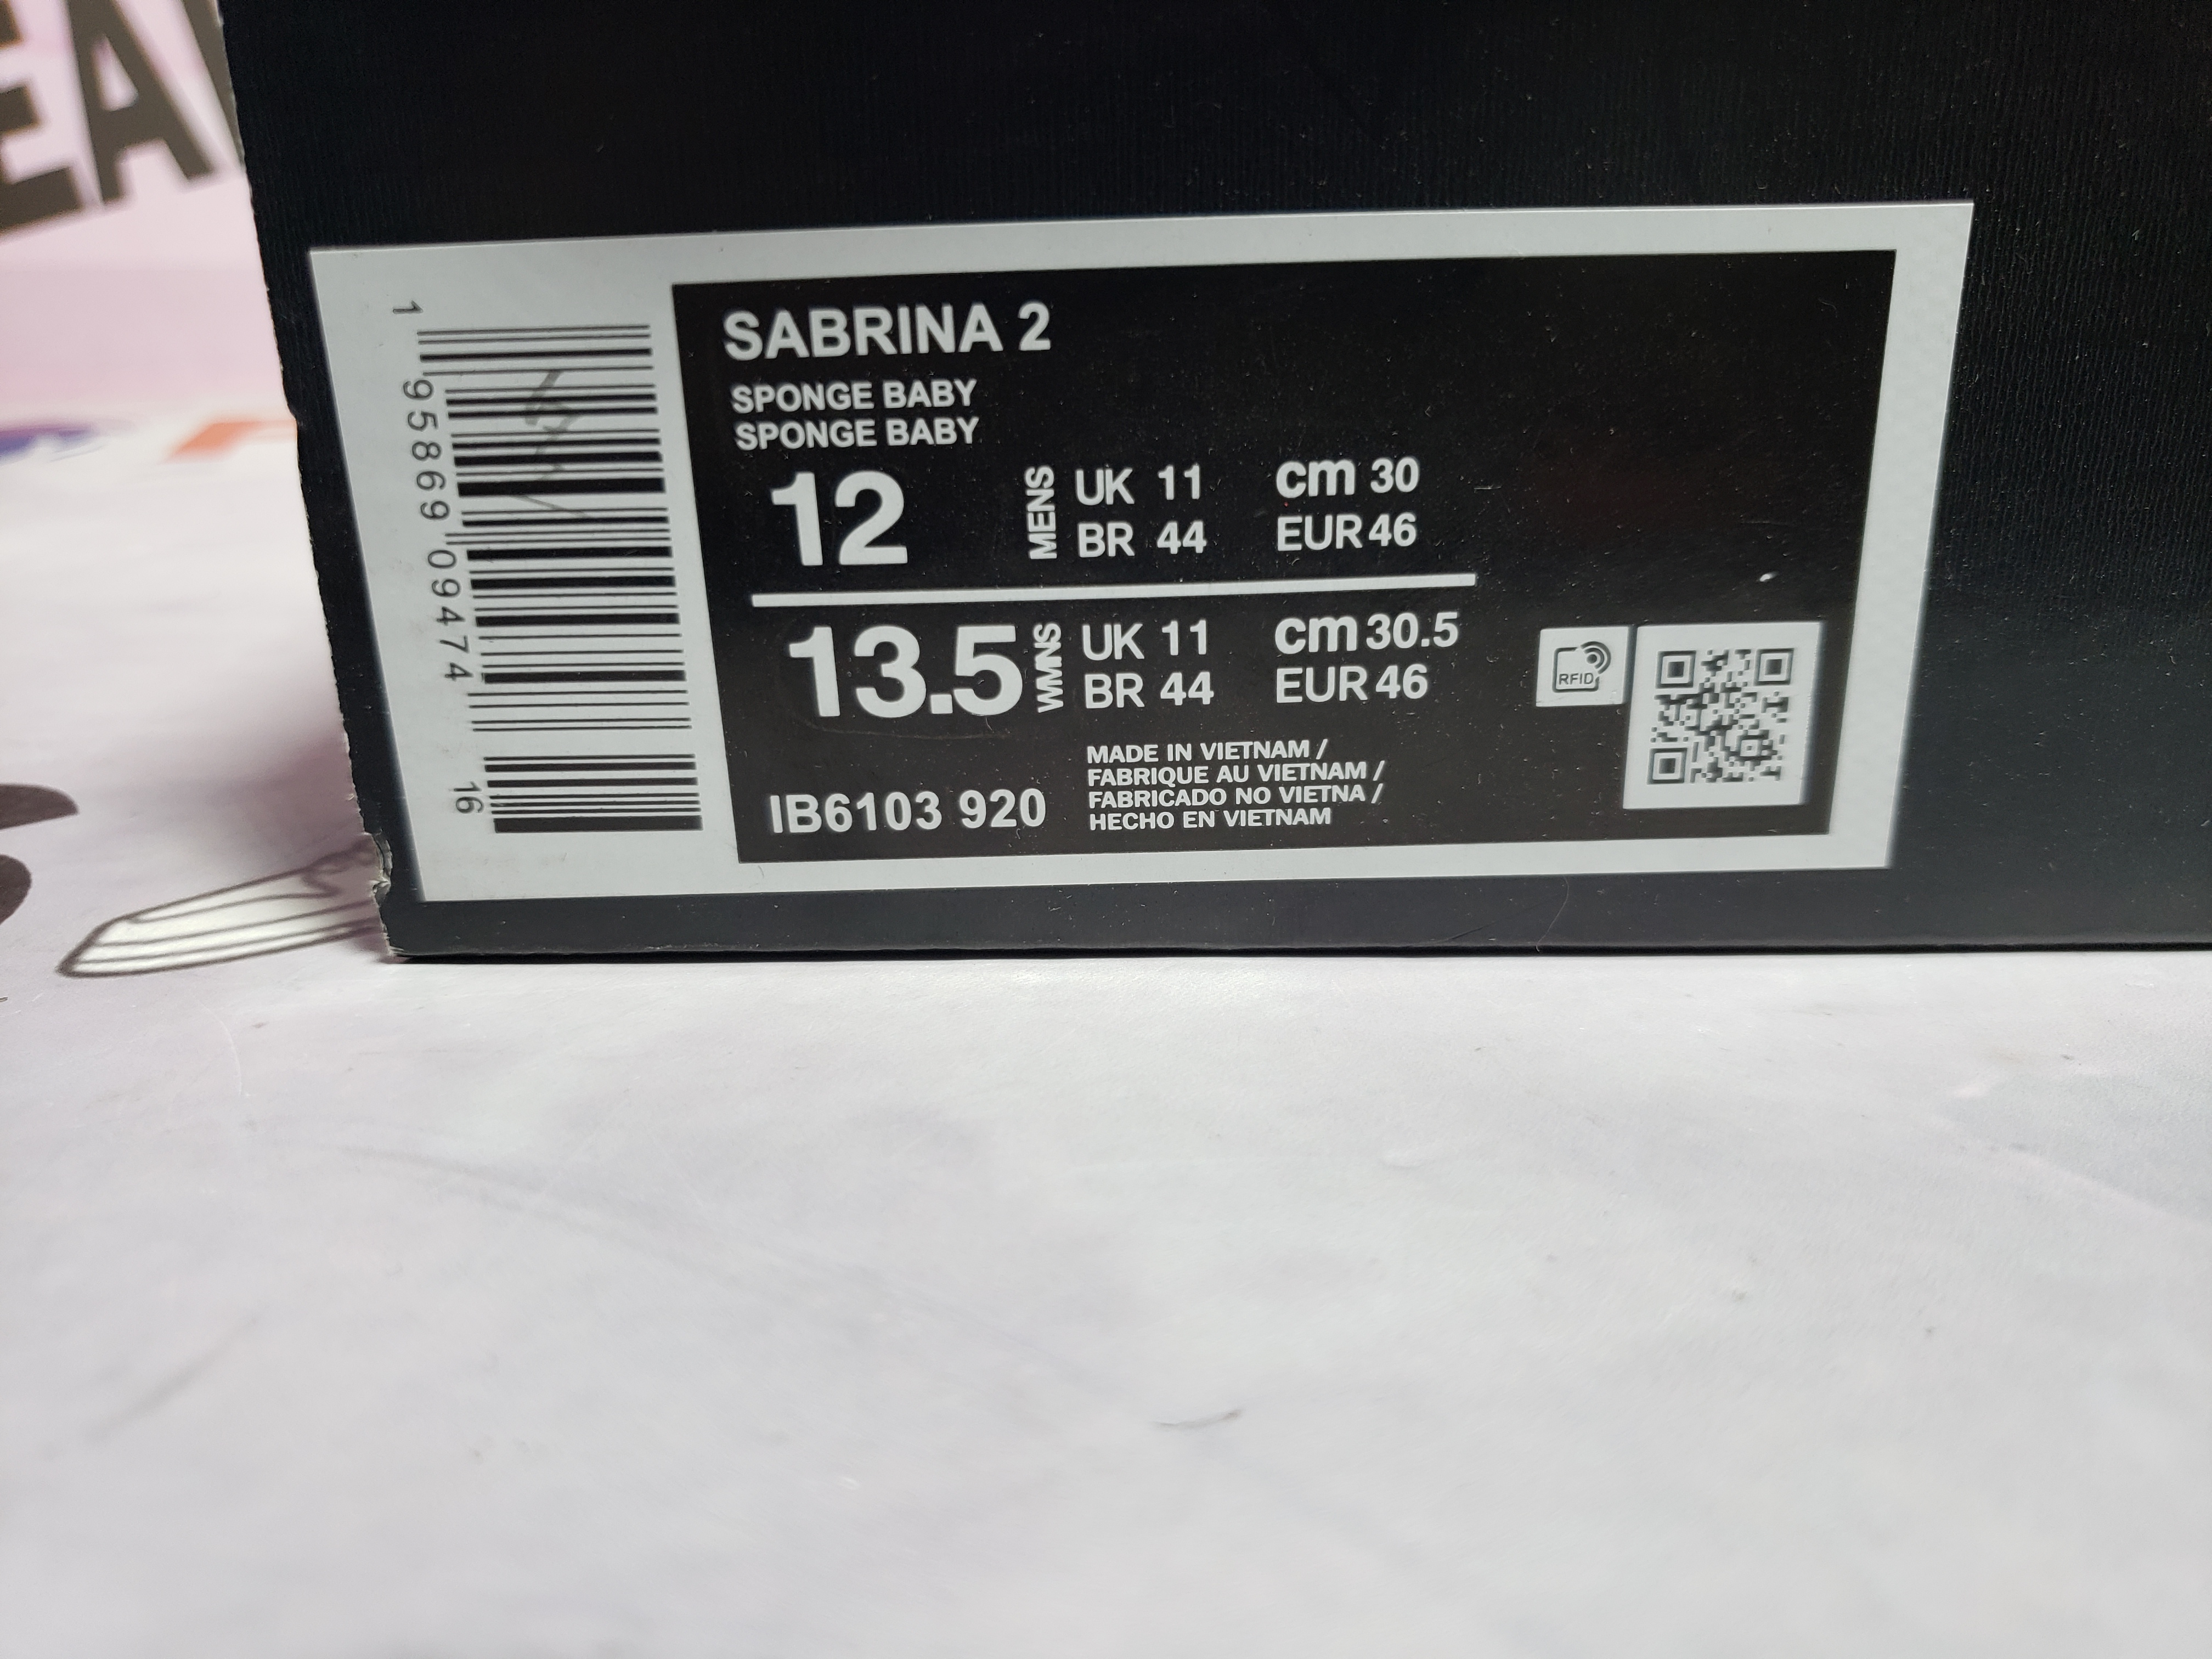 EA
SABRINA 2
SPONGE BABY
SPONGE BABY
12 MENS UK 11 cm 30
BR 44 EUR 46
13.5 WMNS UK 11 cm 30.5
BR 44 EUR 46
IB6103 920
MADE IN VIETNAM /
FABRIQUE AU VIETNAM /
FABRICADO NO VIETNA /
HECHO EN VIETNAM
RFID
1 95869 09474 16